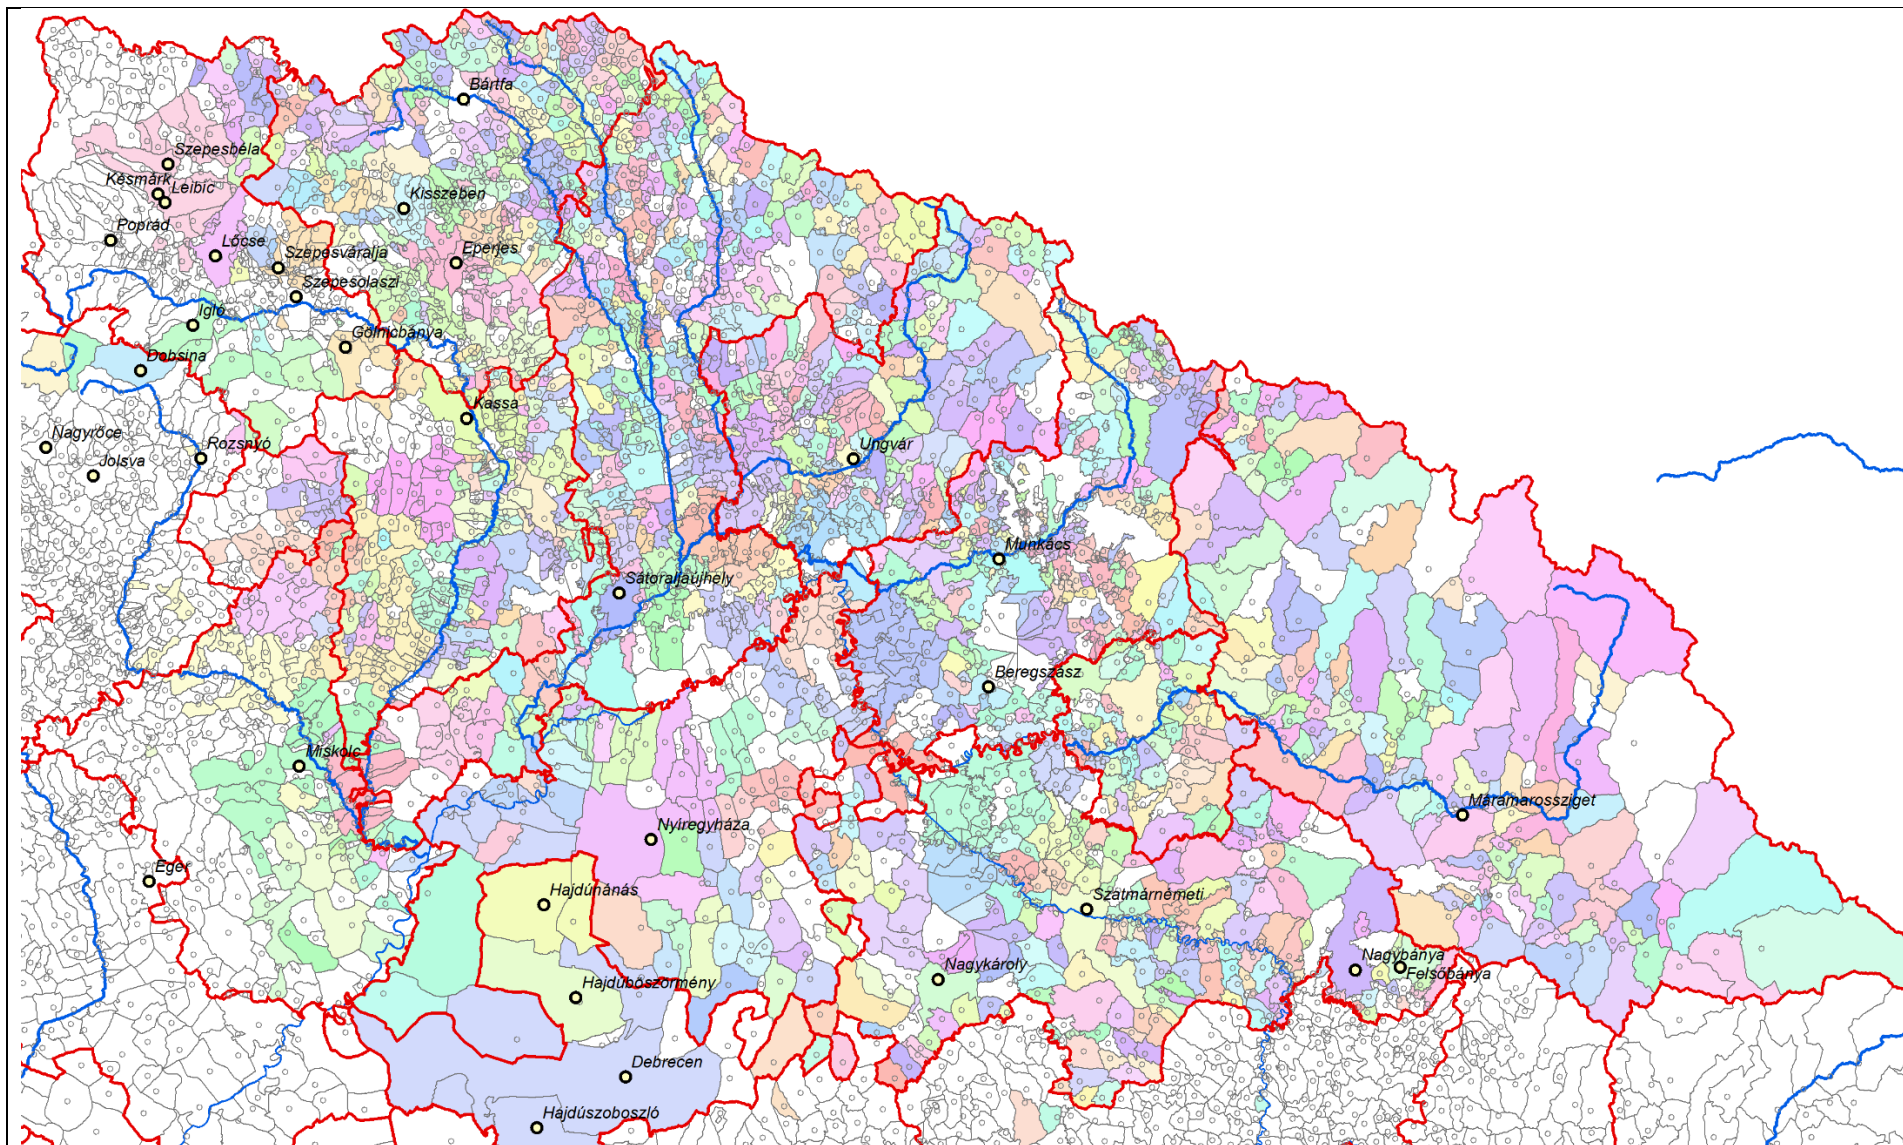 Bártfa
Szepesbéla
Késmárk
Leibic
Kisszeben
Poprád
Lőcse
Szepesváralja
Eperjes
Szepesolaszi
Igló
Gölnicbánya
Dobsina
Kassa
Nagyrőce
Rozsnyó
Ungvár
Jolsva
Munkács
Sátoraljaújhely
Beregszász
Miskolc
Máramarossziget
Nyíregyháza
Eger
Hajdúnánás
Szatmárnémeti
Nagybánya
Nagykároly
Felsőbánya
Hajdúböszörmény
Debrecen
Hajdúszoboszló